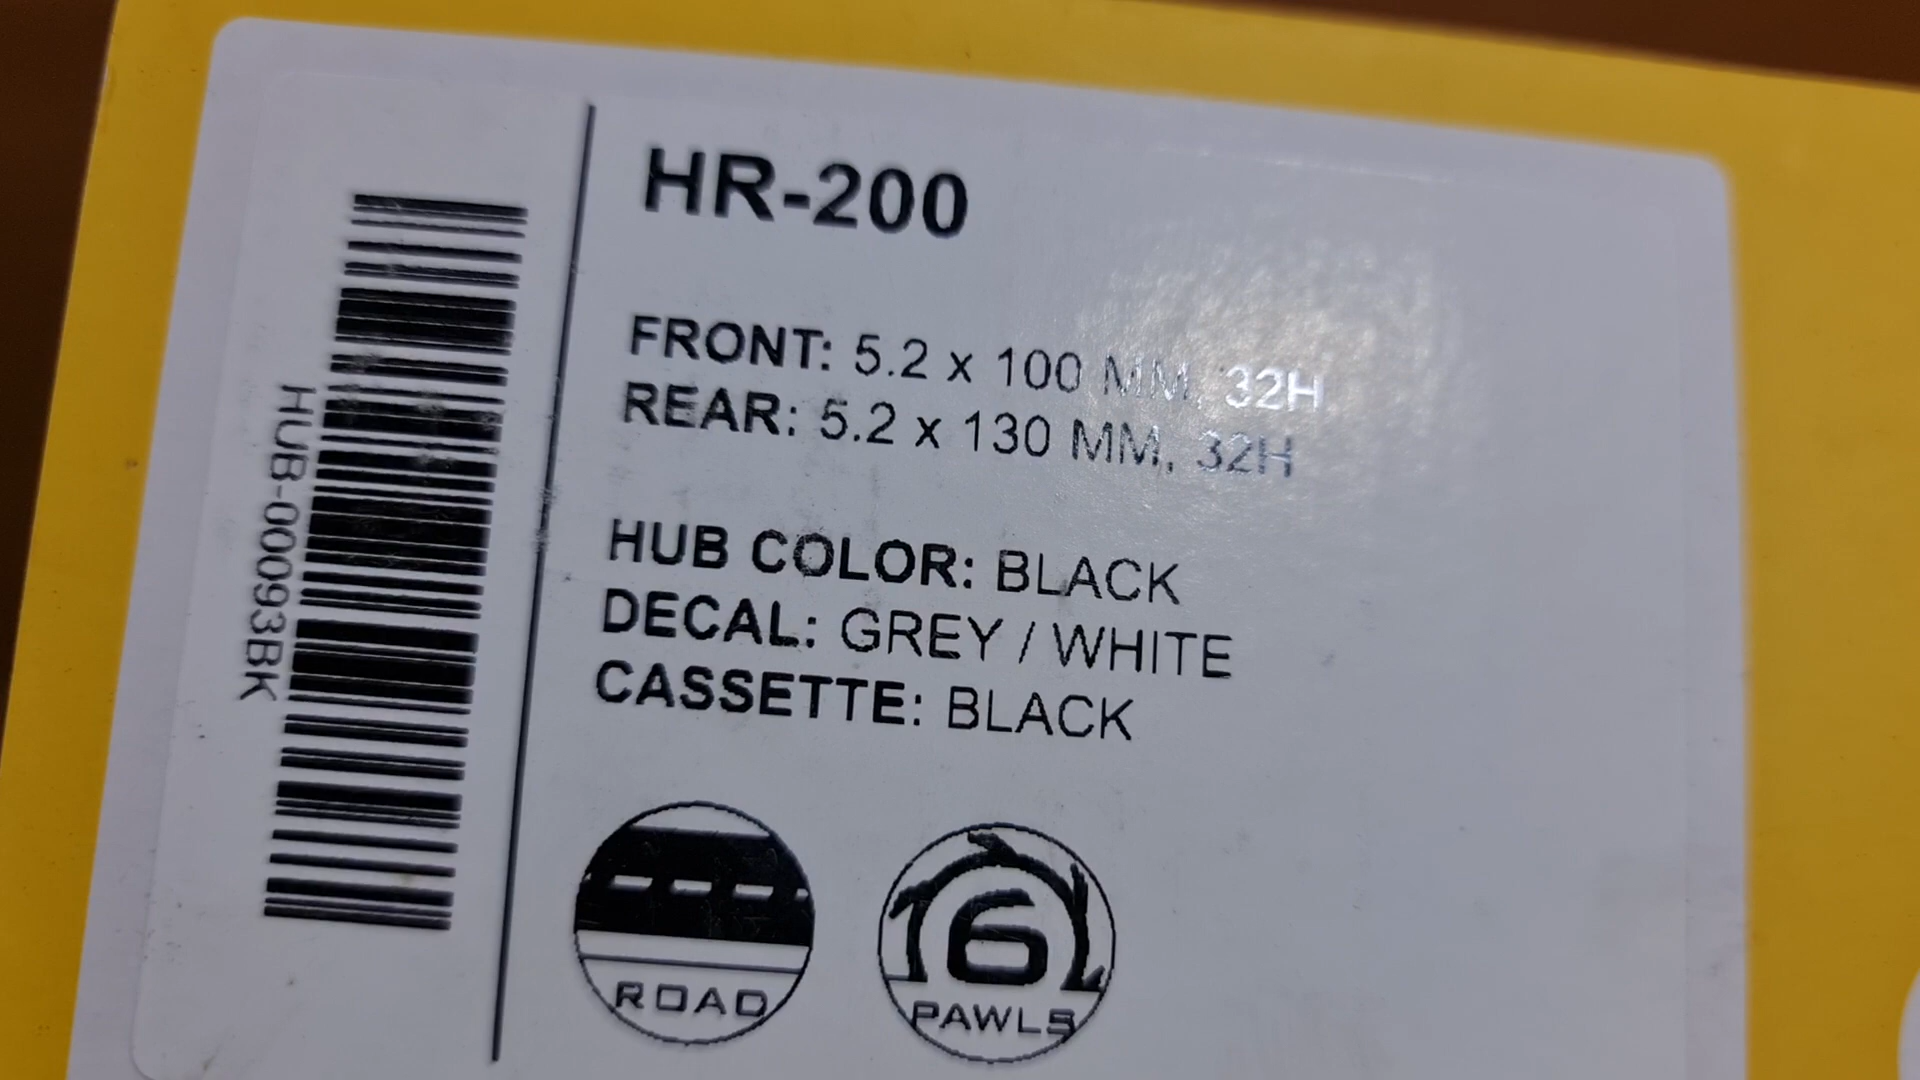 HR-200
FRONT: 5.2 x 100 MM, 32H
REAR: 5.2 x 130 MM, 32H
HUB COLOR: BLACK
DECAL: GREY / WHITE
CASSETTE: BLACK
HUB-00093BK
ROAD
6
PAWLS